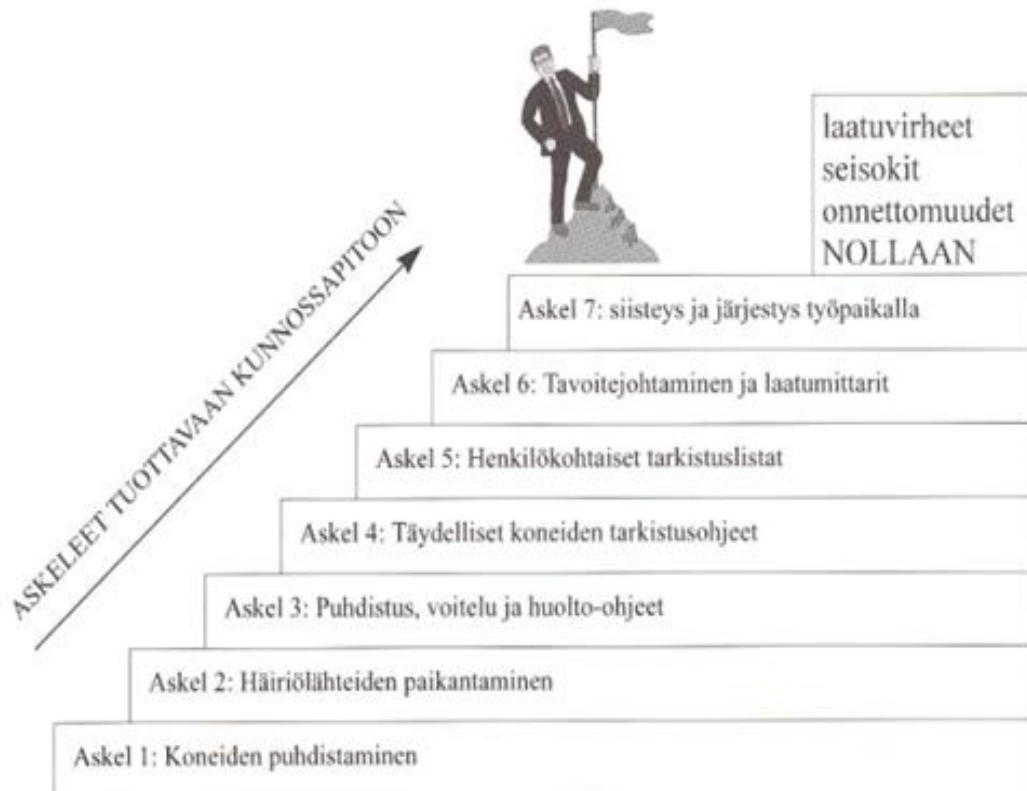 laatuvirheet
seisokit
onnettomuudet
NOLLAAN
ASKELEET TUOTTAVAAN KUNNOSSAPITOON
Askel 7: siisteys ja järjestys työpaikalla
Askel 6: Tavoitejohtaminen ja laatumittarit
Askel 5: Henkilökohtaiset tarkistuslistat
Askel 4: Täydelliset koneiden tarkistusohjeet
Askel 3: Puhdistus, voitelu ja huolto-ohjeet
Askel 2: Häiriölähteiden paikantaminen
Askel 1: Koneiden puhdistaminen